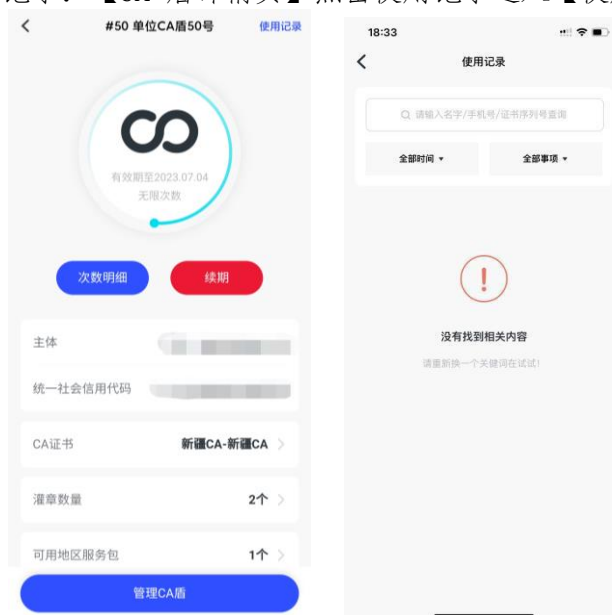 #50 单位CA盾50号
使用记录
有效期至2023.07.04
无限次数
次数明细
续期
主体
统一社会信用代码
CA证书
新疆CA-新疆CA
灌章数量
2个
可用地区服务包
1个
管理CA盾
18:33
使用记录
请输入名字/手机号/证书序列号查询
全部时间
全部事项
没有找到相关内容
请重新换一个关键词在试试!